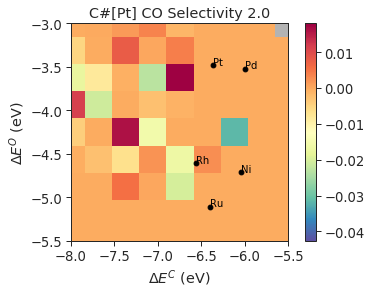 C#[Pt] CO Selectivity 2.0
−3.0
−3.5
−4.0
−4.5
−5.0
−5.5
ΔE^O (eV)
Pt
Pd
Rh
Ni
Ru
−8.0 −7.5 −7.0 −6.5 −6.0 −5.5
ΔE^C (eV)
0.01
0.00
−0.01
−0.02
−0.03
−0.04